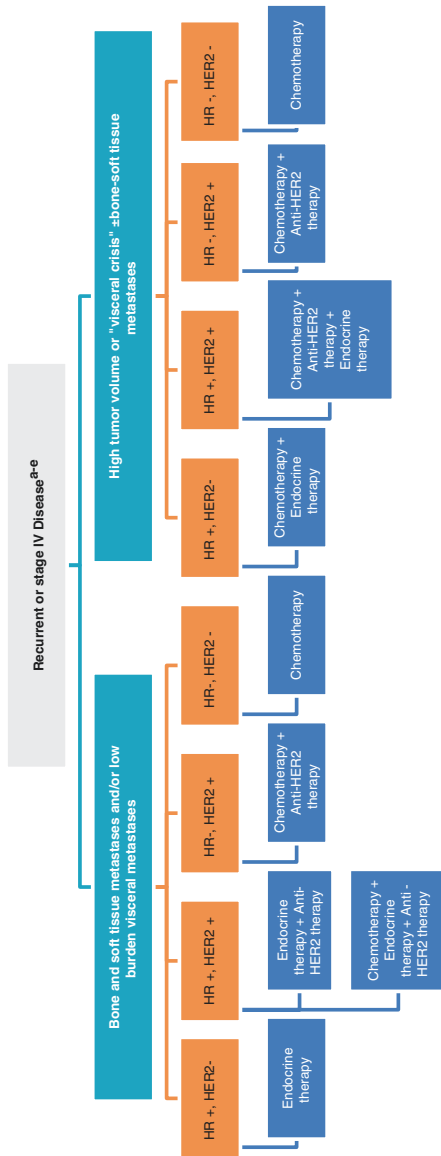 Recurrent or stage IV Disease^a-e
Bone and soft tissue metastases and/or low
burden visceral metastases
HR +, HER2-
Endocrine
therapy
HR +, HER2 +
Endocrine
therapy + Anti-
HER2 therapy
Chemotherapy +
Endocrine
therapy + Anti -
HER2 therapy
HR-, HER2 +
Chemotherapy +
Anti-HER2
therapy
HR-, HER2 -
Chemotherapy
High tumor volume or "visceral crisis" ±bone-soft tissue
metastases
HR +, HER2-
Chemotherapy +
Endocrine
therapy
HR +, HER2 +
Chemotherapy +
Anti-HER2
therapy +
Endocrine
therapy
HR -, HER2 +
Chemotherapy +
Anti-HER2
therapy
HR -, HER2 -
Chemotherapy